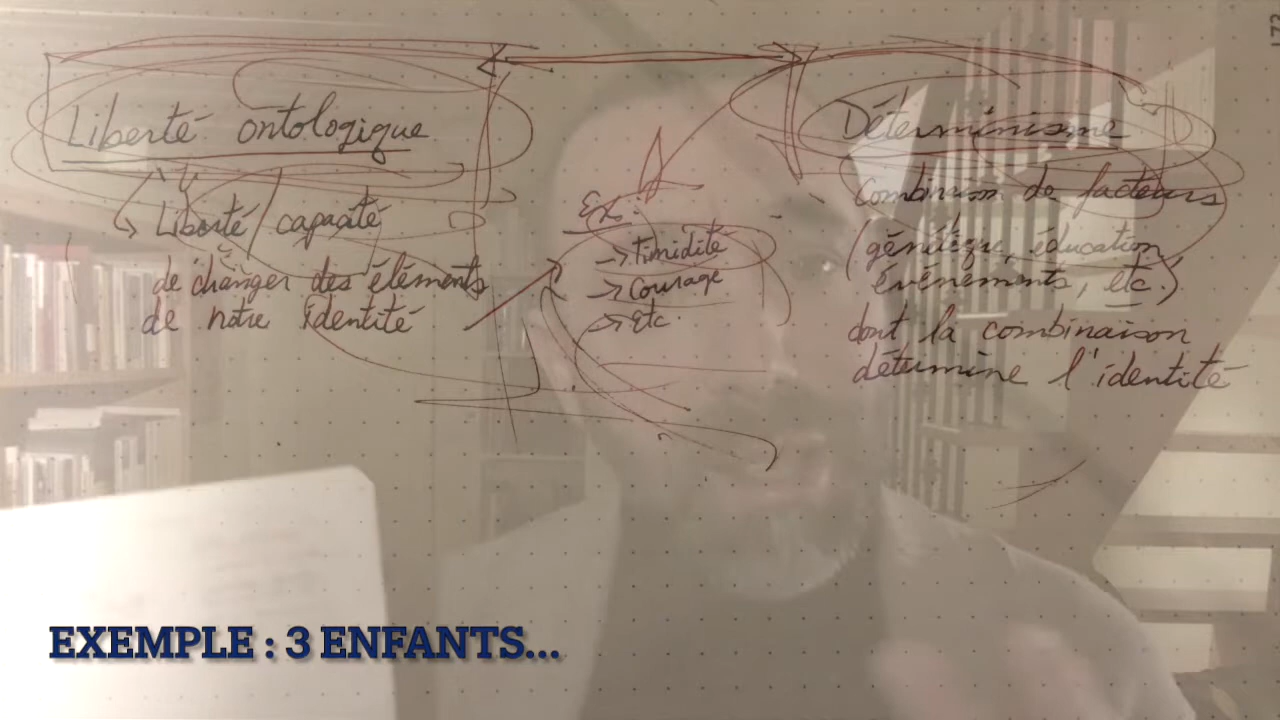 Liberté ontologique
Liberté / capacité
de changer des éléments
de notre identité
Ex :
→ Timidité
→ Courage
→ Etc.
Déterminisme
Combinaison de facteurs
(génétique, éducation,
événements, etc.)
dont la combinaison
détermine l'identité
173
EXEMPLE : 3 ENFANTS...